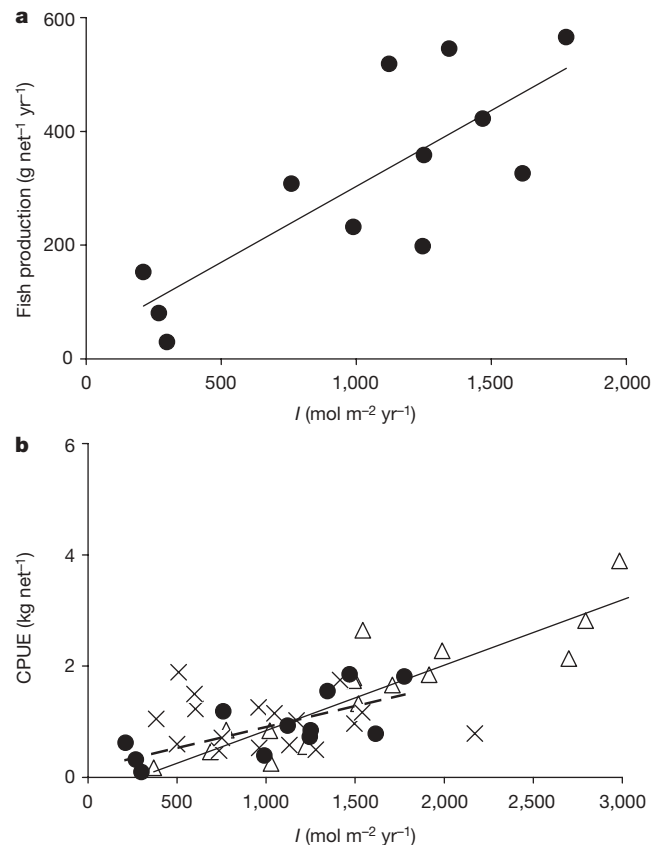 a
600
400
200
0
Fish production (g net⁻¹ yr⁻¹)
0 500 1,000 1,500 2,000
I (mol m⁻² yr⁻¹)
b
6
4
2
0
CPUE (kg net⁻¹)
0 500 1,000 1,500 2,000 2,500 3,000
I (mol m⁻² yr⁻¹)